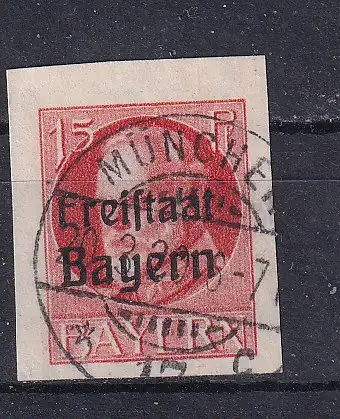 15 P
MÜNCHEN
Freistaat
Bayern
BAYERN